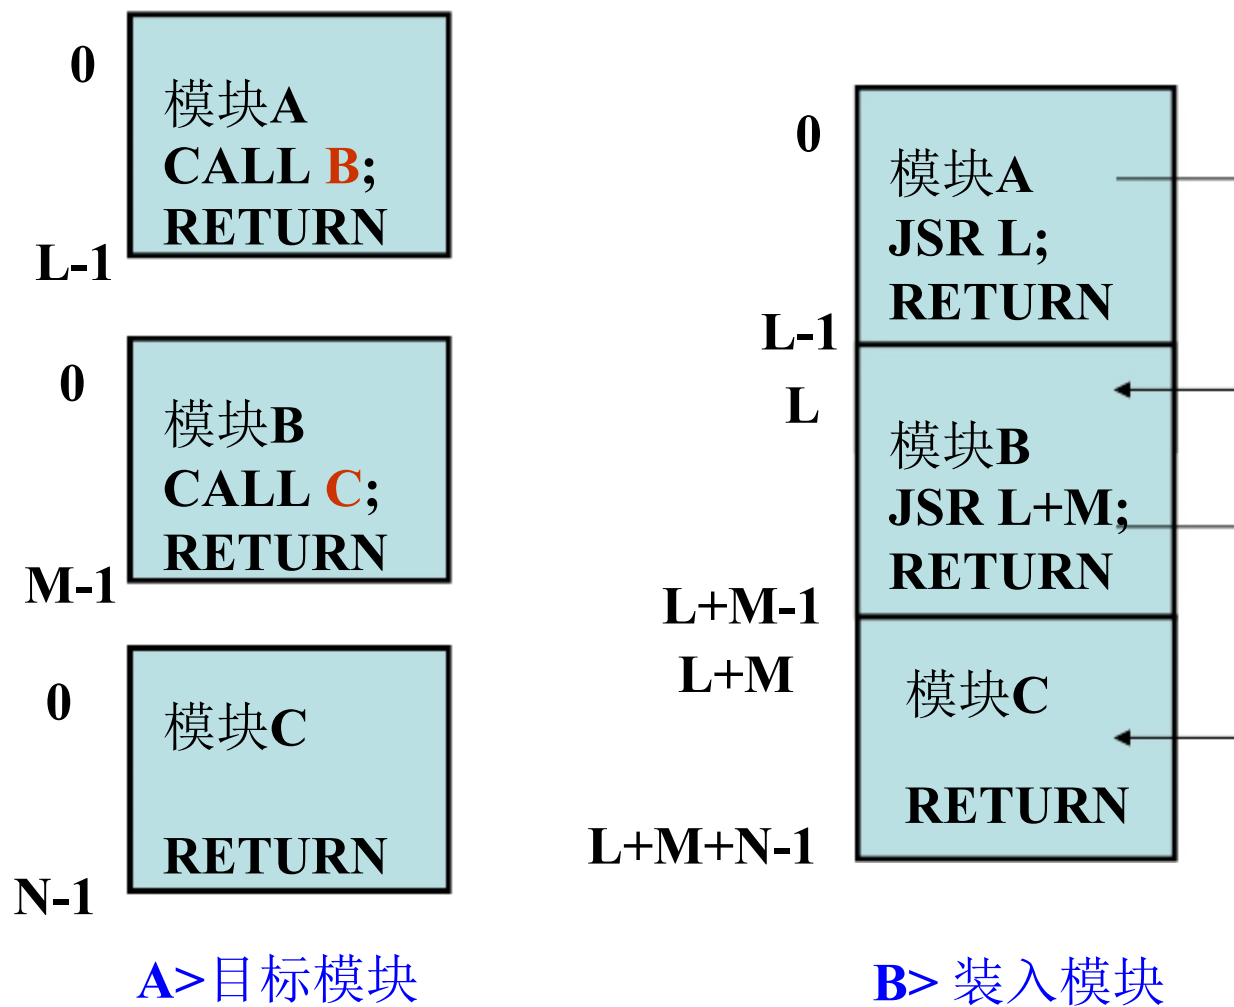 0
模块A
CALL B;
RETURN
L-1
0
模块B
CALL C;
RETURN
M-1
0
模块C
RETURN
N-1
A>目标模块
0
模块A
JSR L;
RETURN
L-1
L
模块B
JSR L+M;
RETURN
L+M-1
L+M
模块C
RETURN
L+M+N-1
B> 装入模块